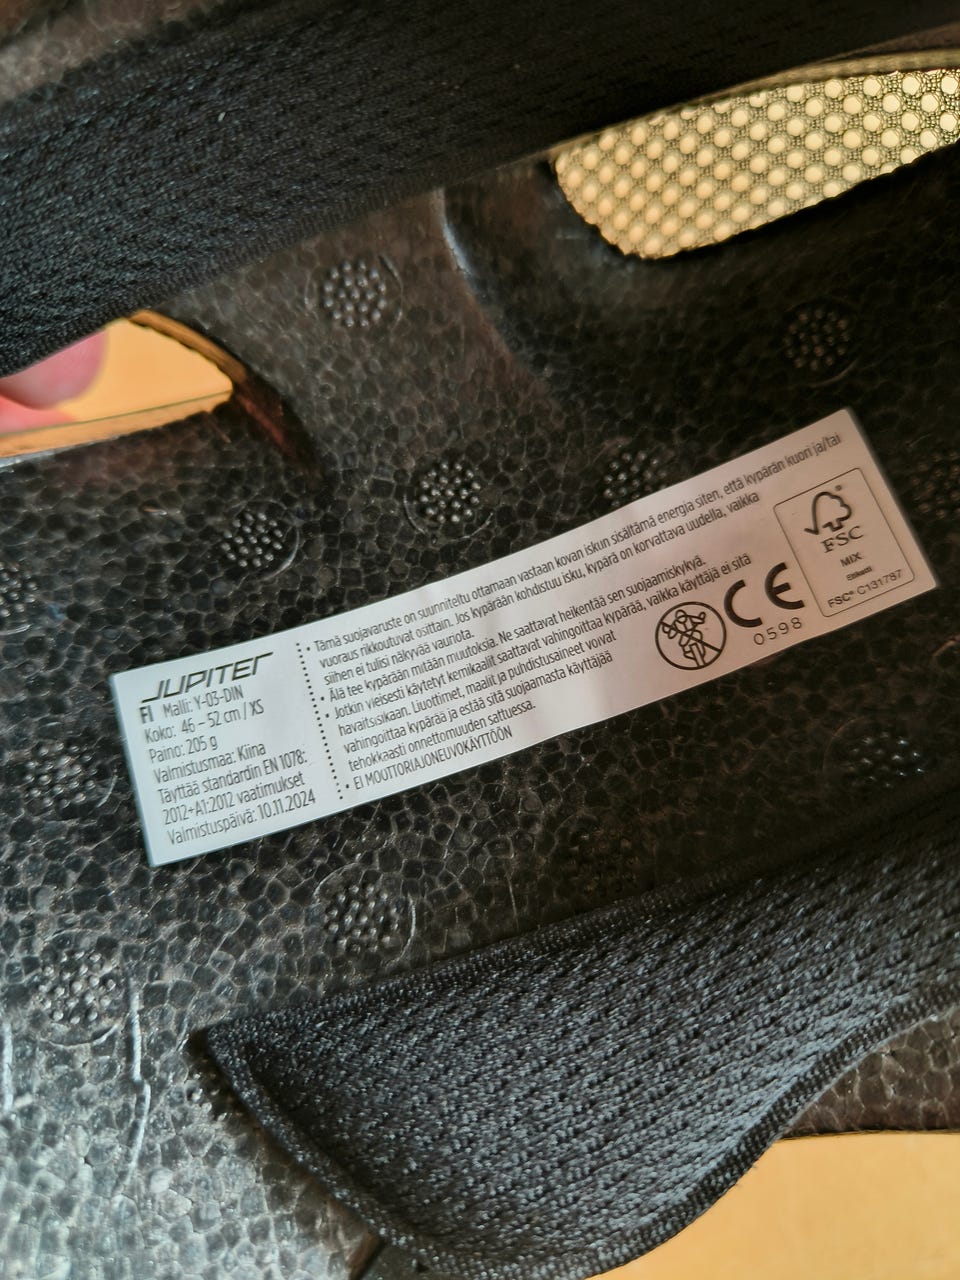 JUPITER
FI Malli: Y-03-DIN
Koko: 46 – 52 cm / XS
Paino: 205 g
Valmistusmaa: Kiina
Täyttää standardin EN 1078:
2012+A1:2012 vaatimukset
Valmistuspäivä: 10.11.2024
• Tämä suojavaruste on suunniteltu ottamaan vastaan kovan iskun sisältämä energia siten, että kypärän kuori ja/tai
vuoraus rikkoutuvat osittain. Jos kypärään kohdistuu isku, kypärä on korvattava uudella, vaikka
siihen ei tulisi näkyvää vauriota.
• Älä tee kypärään mitään muutoksia. Ne saattavat heikentää sen suojaamiskykyä.
• Jotkin yleisesti käytetyt kemikaalit saattavat vahingoittaa kypärää, vaikka käyttäjä ei sitä
havaitsisikaan. Liuottimet, maalit ja puhdistusaineet voivat
vahingoittaa kypärää ja estää sitä suojaamasta käyttäjää
tehokkaasti onnettomuuden sattuessa.
• EI MOOTTORIAJONEUVOKÄYTTÖÖN
CE
0598
FSC®
MIX
Etiketti
FSC® C131787